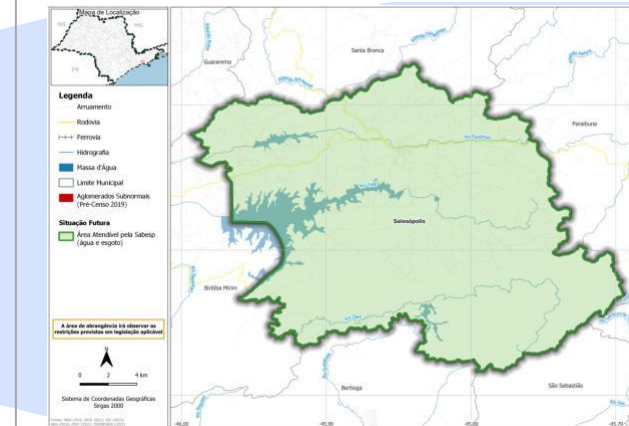 Mapa de Localização
MG
MG
PR
Legenda
Arruamento
Rodovia
Ferrovia
Hidrografia
Massa d'Água
Limite Municipal
Aglomerados Subnormais
(Pré-Censo 2019)
Situação Futura
Área Atendível pela Sabesp
(água e esgoto)
A área de abrangência irá observar as
restrições previstas em legislação aplicável
N
0 2 4 km
Sistema de Coordenadas Geográficas
Sirgas 2000
Guararema
Santa Branca
Paraibuna
Salesópolis
Biritiba Mirim
Bertioga
São Sebastião
-46,00
-45,90
-45,80
-45,70